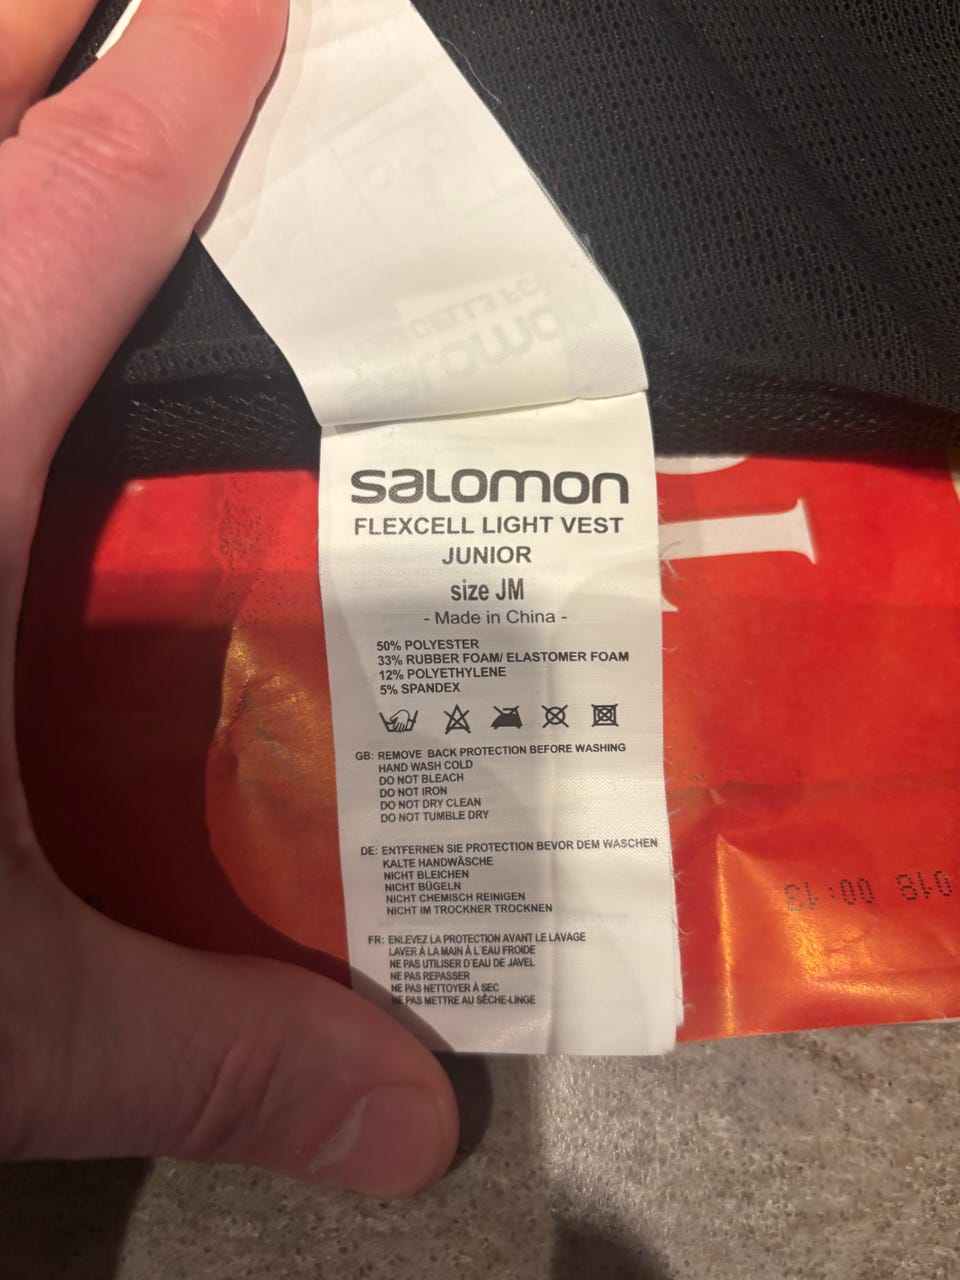 salomon
FLEXCELL LIGHT VEST
JUNIOR
size JM
- Made in China -
50% POLYESTER
33% RUBBER FOAM/ ELASTOMER FOAM
12% POLYETHYLENE
5% SPANDEX
GB: REMOVE BACK PROTECTION BEFORE WASHING
HAND WASH COLD
DO NOT BLEACH
DO NOT IRON
DO NOT DRY CLEAN
DO NOT TUMBLE DRY
DE: ENTFERNEN SIE PROTECTION BEVOR DEM WASCHEN
KALTE HANDWÄSCHE
NICHT BLEICHEN
NICHT BÜGELN
NICHT CHEMISCH REINIGEN
NICHT IM TROCKNER TROCKNEN
FR: ENLEVEZ LA PROTECTION AVANT LE LAVAGE
LAVER À LA MAIN À L'EAU FROIDE
NE PAS UTILISER D'EAU DE JAVEL
NE PAS REPASSER
NE PAS NETTOYER À SEC
NE PAS METTRE AU SÈCHE-LINGE